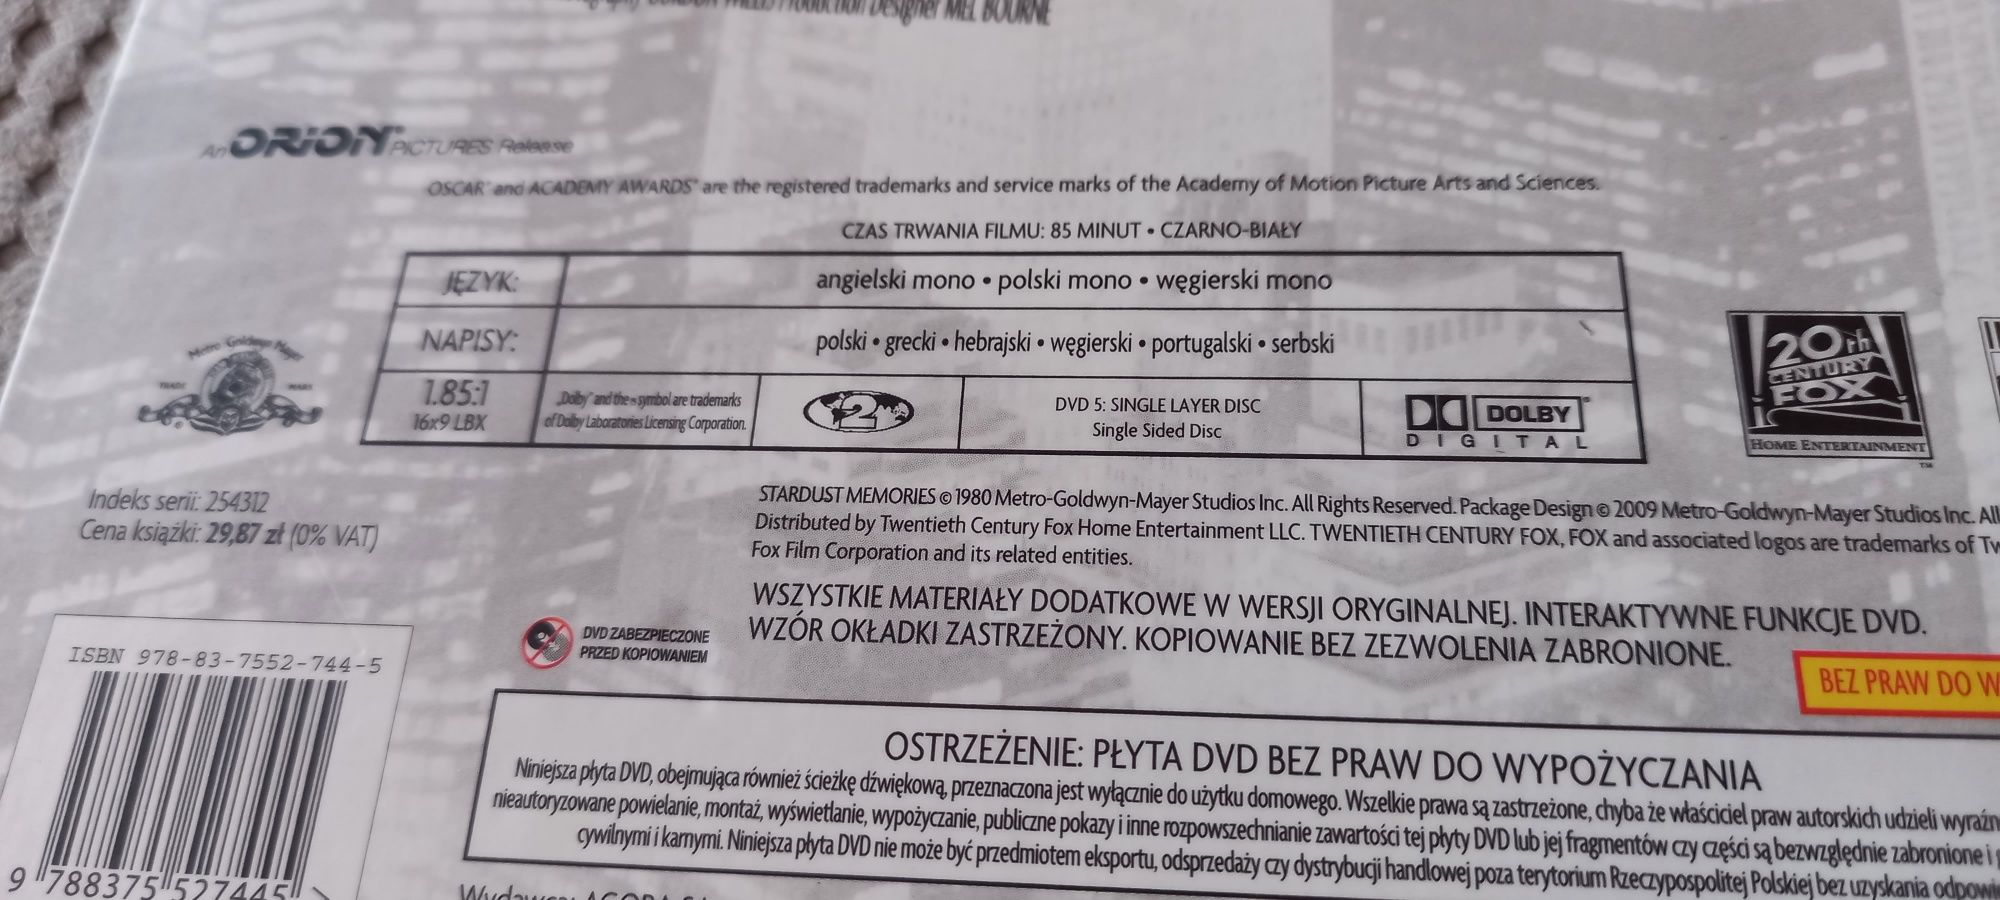 Production Designer MEL BOURNE
An ORION PICTURES Release
OSCAR® and ACADEMY AWARDS® are the registered trademarks and service marks of the Academy of Motion Picture Arts and Sciences.
CZAS TRWANIA FILMU: 85 MINUT • CZARNO-BIAŁY
JĘZYK: angielski mono • polski mono • węgierski mono
NAPISY: polski • grecki • hebrajski • węgierski • portugalski • serbski
1.85:1
16x9 LBX
„Dolby” and the symbol are trademarks
of Dolby Laboratories Licensing Corporation.
2
DVD 5: SINGLE LAYER DISC
Single Sided Disc
DOLBY®
DIGITAL
Metro Goldwyn Mayer
TRADE MARK
20th
CENTURY
FOX
HOME ENTERTAINMENT
™
Indeks serii: 254312
Cena książki: 29,87 zł (0% VAT)
STARDUST MEMORIES © 1980 Metro-Goldwyn-Mayer Studios Inc. All Rights Reserved. Package Design © 2009 Metro-Goldwyn-Mayer Studios Inc. All
Distributed by Twentieth Century Fox Home Entertainment LLC. TWENTIETH CENTURY FOX, FOX and associated logos are trademarks of Tw
Fox Film Corporation and its related entities.
WSZYSTKIE MATERIAŁY DODATKOWE W WERSJI ORYGINALNEJ. INTERAKTYWNE FUNKCJE DVD.
WZÓR OKŁADKI ZASTRZEŻONY. KOPIOWANIE BEZ ZEZWOLENIA ZABRONIONE.
DVD ZABEZPIECZONE
PRZED KOPIOWANIEM
BEZ PRAW DO W
ISBN 978-83-7552-744-5
9 788375 527445
OSTRZEŻENIE: PŁYTA DVD BEZ PRAW DO WYPOŻYCZANIA
Niniejsza płyta DVD, obejmująca również ścieżkę dźwiękową, przeznaczona jest wyłącznie do użytku domowego. Wszelkie prawa są zastrzeżone, chyba że właściciel praw autorskich udzieli wyraźn
nieautoryzowane powielanie, montaż, wyświetlanie, wypożyczanie, publiczne pokazy i inne rozpowszechnianie zawartości tej płyty DVD lub jej fragmentów czy części są bezwzględnie zabronione i
cywilnymi i karnymi. Niniejsza płyta DVD nie może być przedmiotem eksportu, odsprzedaży czy dystrybucji handlowej poza terytorium Rzeczypospolitej Polskiej bez uzyskania odpowi
Wydawca: AGORA SA